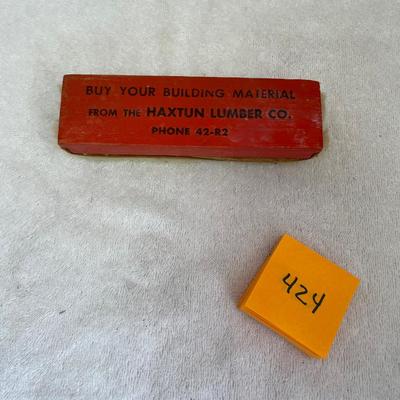 BUY YOUR BUILDING MATERIAL
FROM THE HAXTUN LUMBER CO.
PHONE 42-R2
424